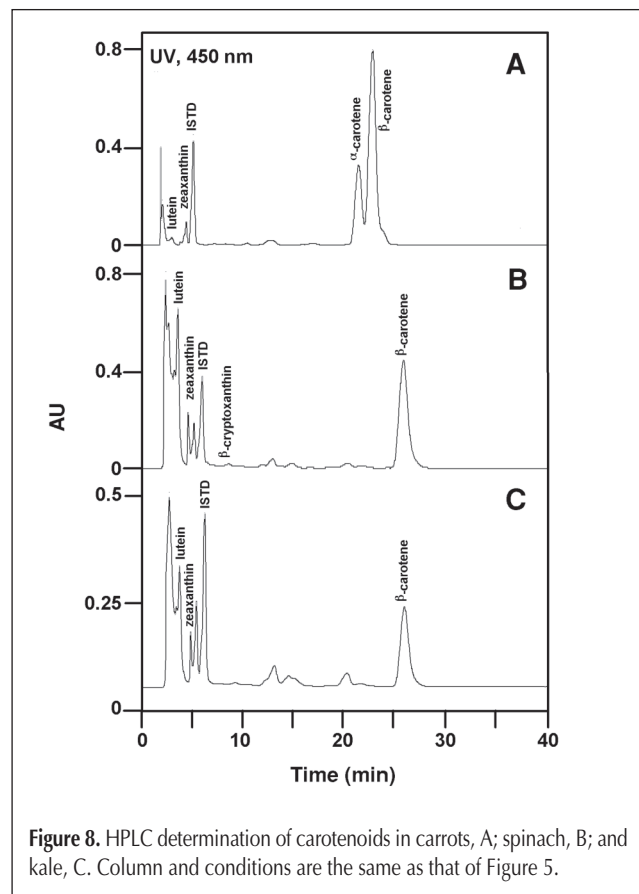 UV, 450 nm
A
0.8
0.4
0
lutein
zeaxanthin
ISTD
α-carotene
β-carotene
B
0.8
0.4
0
lutein
zeaxanthin
ISTD
β-cryptoxanthin
β-carotene
C
0.5
0.25
0
lutein
zeaxanthin
ISTD
β-carotene
AU
0 10 20 30 40
Time (min)
Figure 8. HPLC determination of carotenoids in carrots, A; spinach, B; and
kale, C. Column and conditions are the same as that of Figure 5.